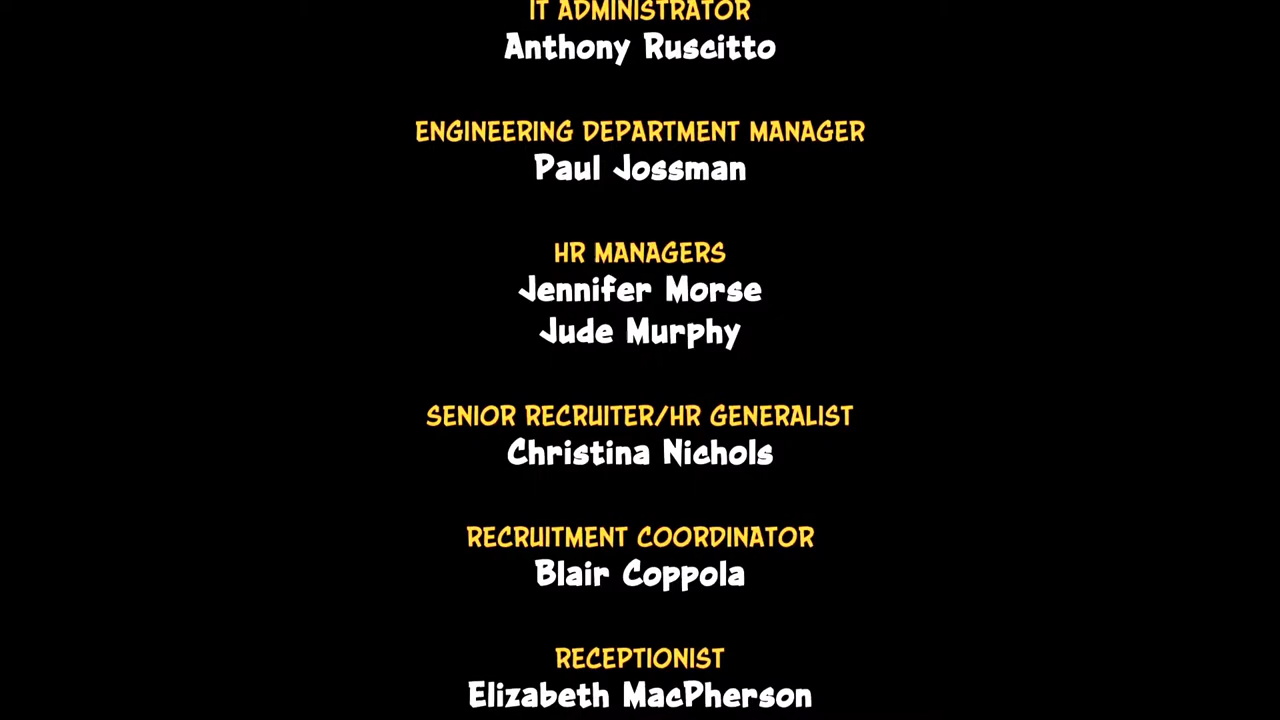 IT ADMINISTRATOR
Anthony Ruscitto
ENGINEERING DEPARTMENT MANAGER
Paul Jossman
HR MANAGERS
Jennifer Morse
Jude Murphy
SENIOR RECRUITER/HR GENERALIST
Christina Nichols
RECRUITMENT COORDINATOR
Blair Coppola
RECEPTIONIST
Elizabeth MacPherson